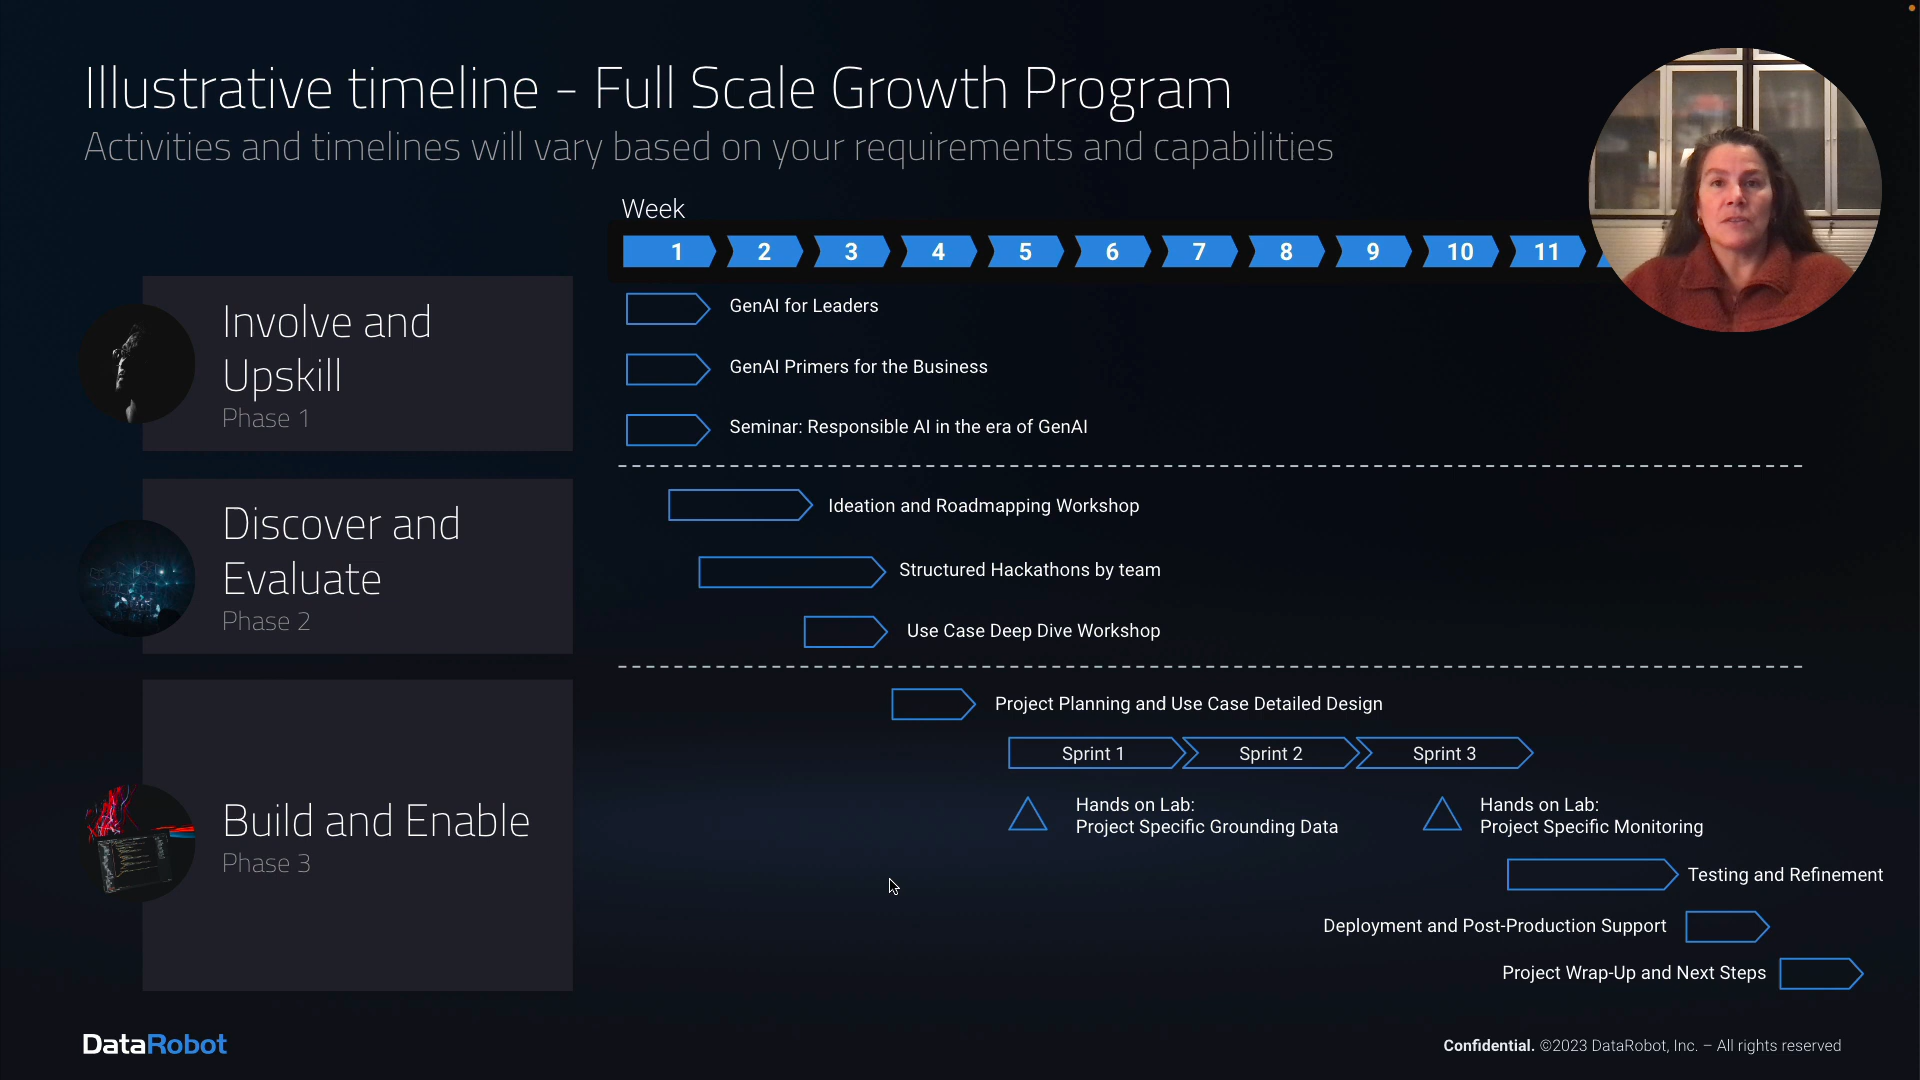 Illustrative timeline - Full Scale Growth Program
Activities and timelines will vary based on your requirements and capabilities
Week
1 2 3 4 5 6 7 8 9 10 11
Involve and
Upskill
Phase 1
GenAI for Leaders
GenAI Primers for the Business
Seminar: Responsible AI in the era of GenAI
Discover and
Evaluate
Phase 2
Ideation and Roadmapping Workshop
Structured Hackathons by team
Use Case Deep Dive Workshop
Build and Enable
Phase 3
Project Planning and Use Case Detailed Design
Sprint 1 Sprint 2 Sprint 3
Hands on Lab:
Project Specific Grounding Data
Hands on Lab:
Project Specific Monitoring
Testing and Refinement
Deployment and Post-Production Support
Project Wrap-Up and Next Steps
DataRobot
Confidential. ©2023 DataRobot, Inc. – All rights reserved